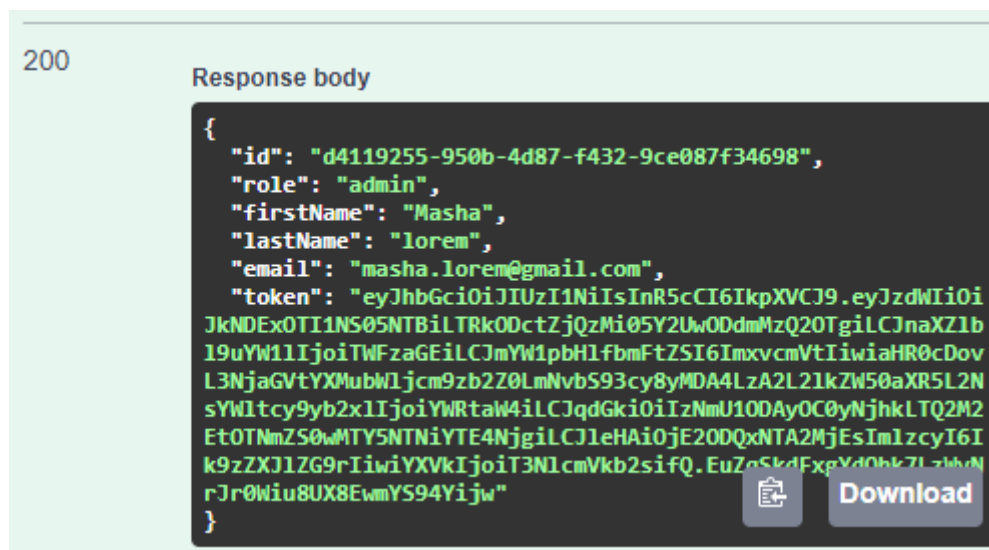 200
Response body
{
"id": "d4119255-950b-4d87-f432-9ce087f34698",
"role": "admin",
"firstName": "Masha",
"lastName": "lorem",
"email": "masha.lorem@gmail.com",
"token": "eyJhbGciOiJIUzI1NiIsInR5cCI6IkpXVCJ9.eyJzdWIiOi
JkNDExOTI1NS05NTBiLTRkODctZjQzMi05Y2UwODdmMzQ2OTgiLCJnaXZlb
l9uYW1lIjoiTWFzaGEiLCJmYW1pbHlfbmFtZSI6ImxvcmVtIiwiaHR0cDov
L3NjaGVtYXMubWljcm9zb2Z0LmNvbS93cy8yMDA4LzA2L2lkZW50aXR5L2N
sYWltcy9yb2xlIjoiYWRtaW4iLCJqdGkiOiIzNmU1ODAyOC0yNjhkLTQ2M2
EtOTNmZS0wMTY5NTNiYTE4NjgiLCJleHAiOjE2ODQxNTA2MjEsImlzcyI6I
k9zZXJlZG9rIiwiYXVkIjoiT3NlcmVkb2sifQ.EuZqSkdFxgYdObkZLzWvN
rJr0Wiu8UX8EwmYS94Yijw"
}
Download